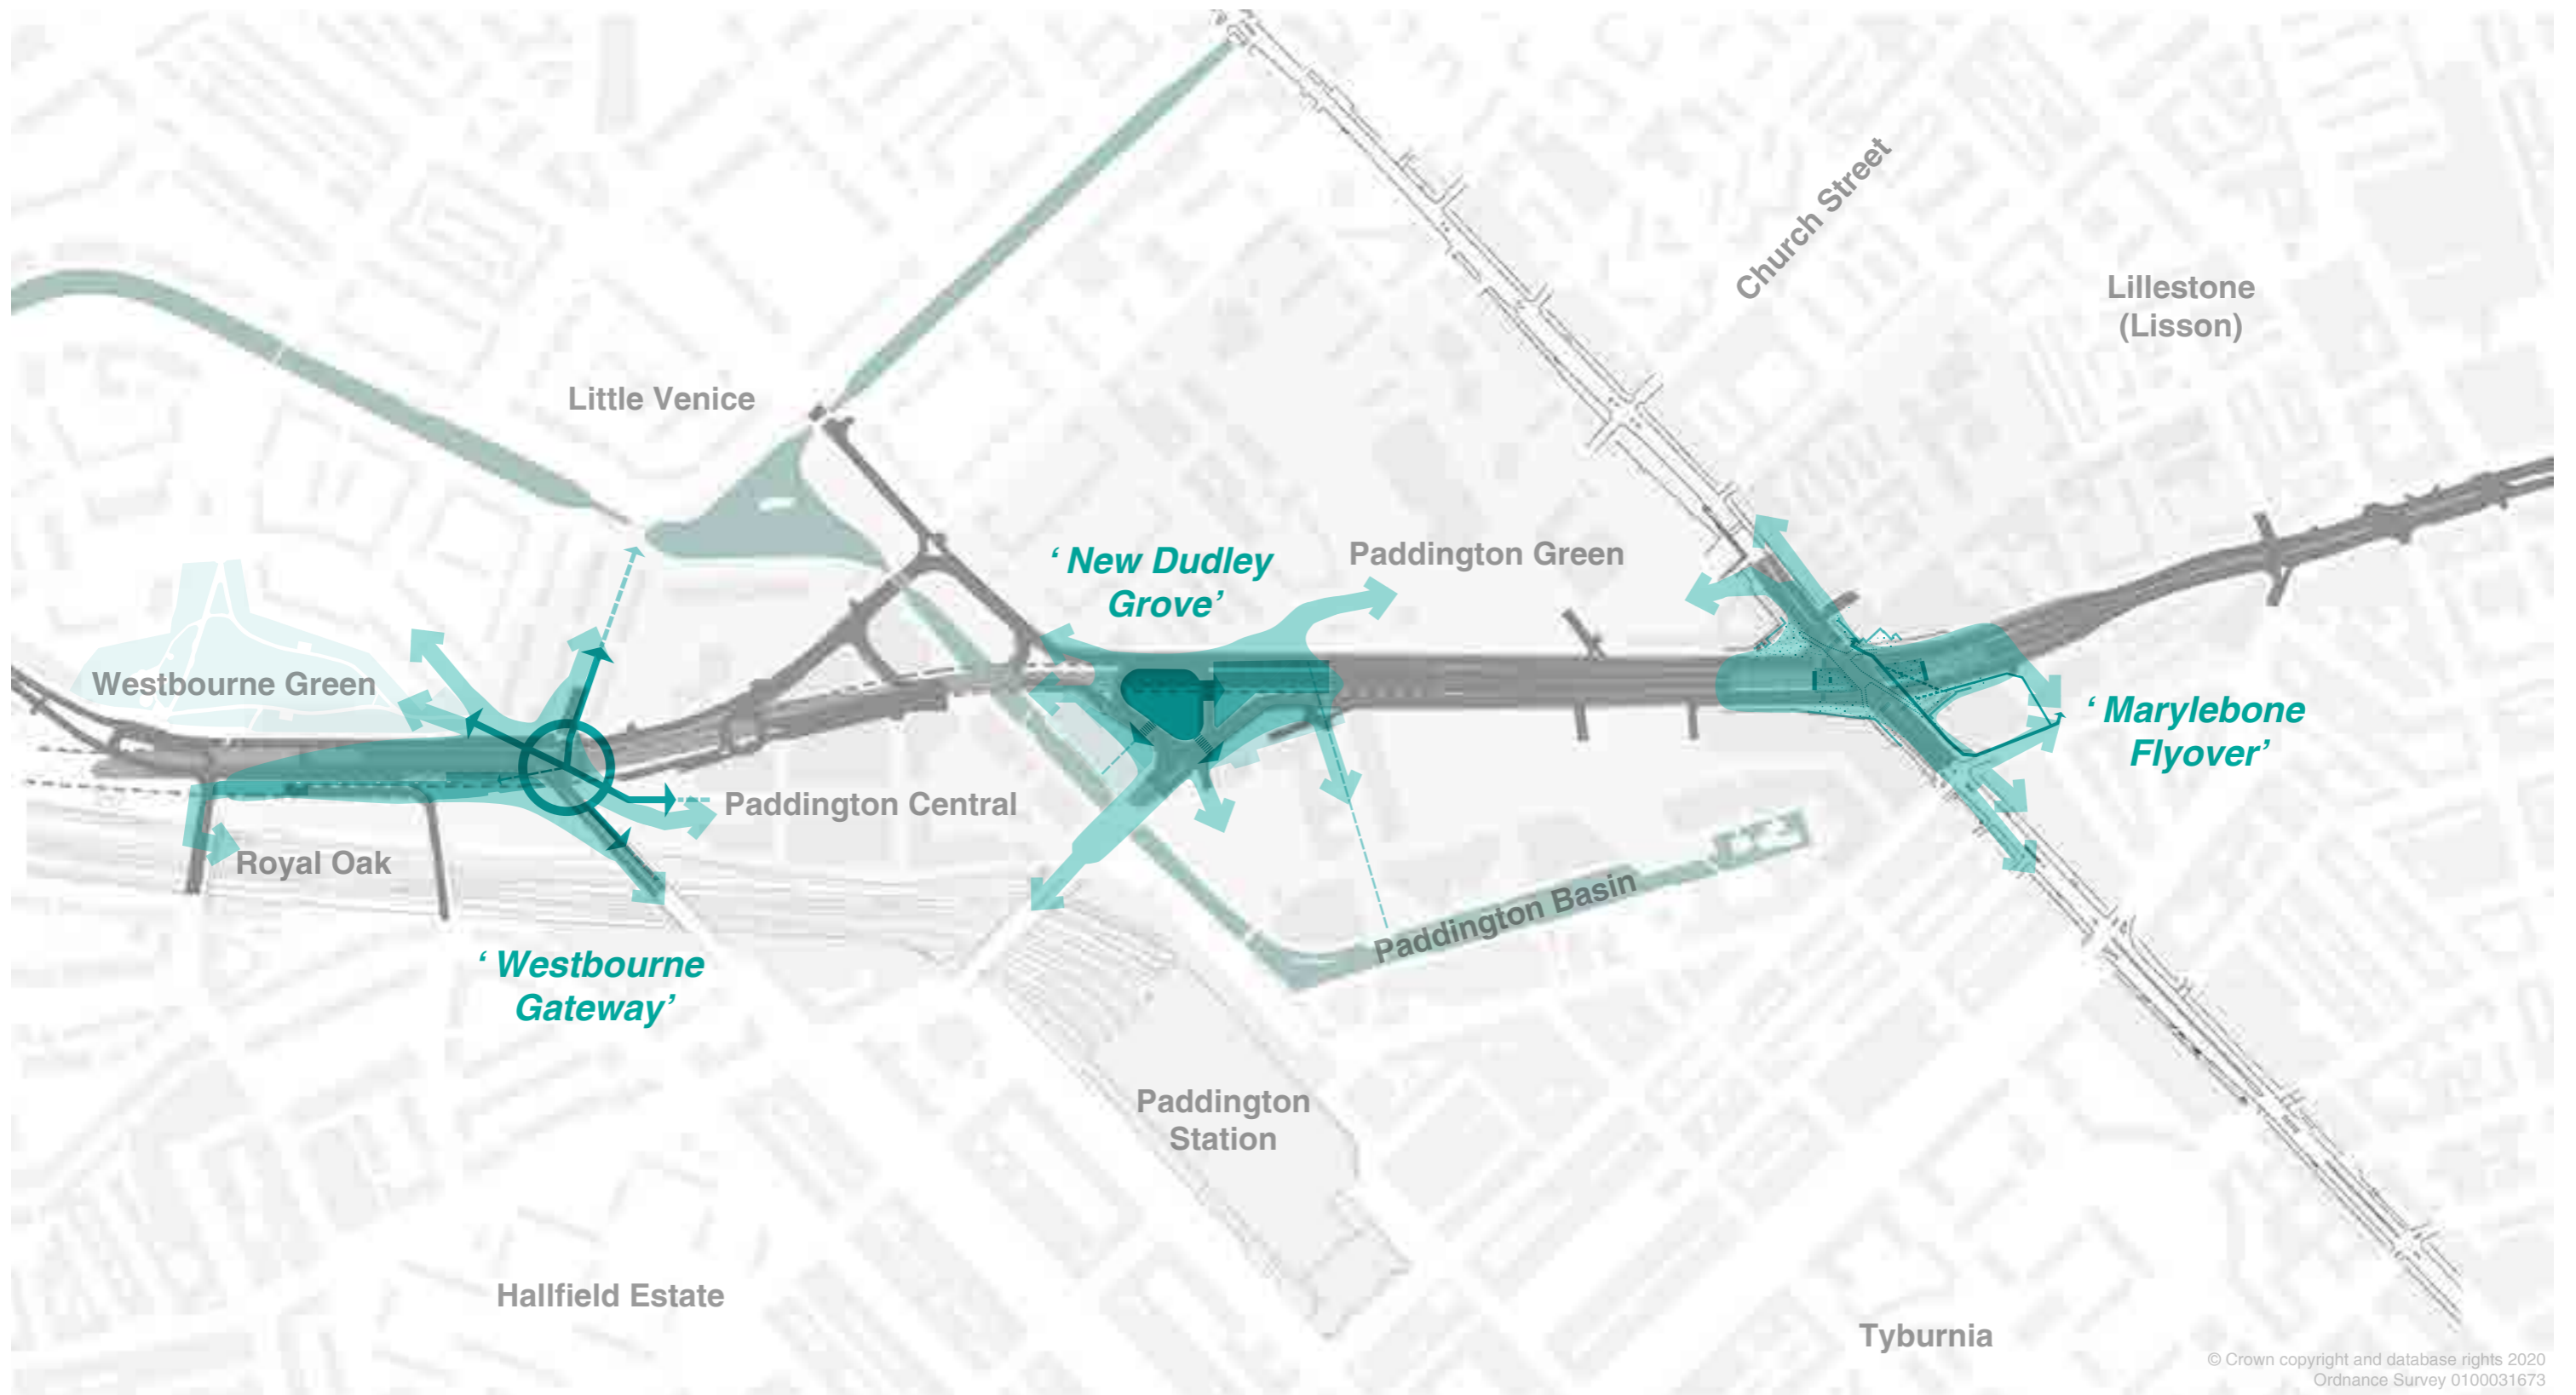 Church Street
Lillestone
(Lisson)
Little Venice
‘ New Dudley
Grove’
Paddington Green
Westbourne Green
‘ Marylebone
Flyover’
Paddington Central
Royal Oak
Paddington Basin
‘ Westbourne
Gateway’
Paddington
Station
Hallfield Estate
Tyburnia
© Crown copyright and database rights 2020
Ordnance Survey 0100031673